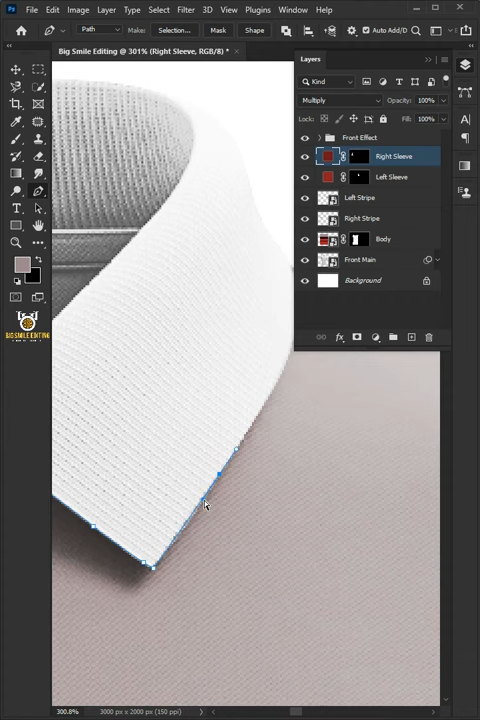 Ps File Edit Image Layer Type Select Filter 3D View Plugins Window Help
Path Make: Selection... Mask Shape Auto Add/D
Big Smile Editing @ 301% (Right Sleeve, RGB/8) * ×
Layers
Kind
Multiply Opacity: 100%
Lock: Fill: 100%
Front Effect
Right Sleeve
Left Sleeve
Left Stripe
Right Stripe
Body
Front Main
Background
fx
T
A
BIG SMILE EDITING
300.8% 3000 px x 2000 px (150 ppi)